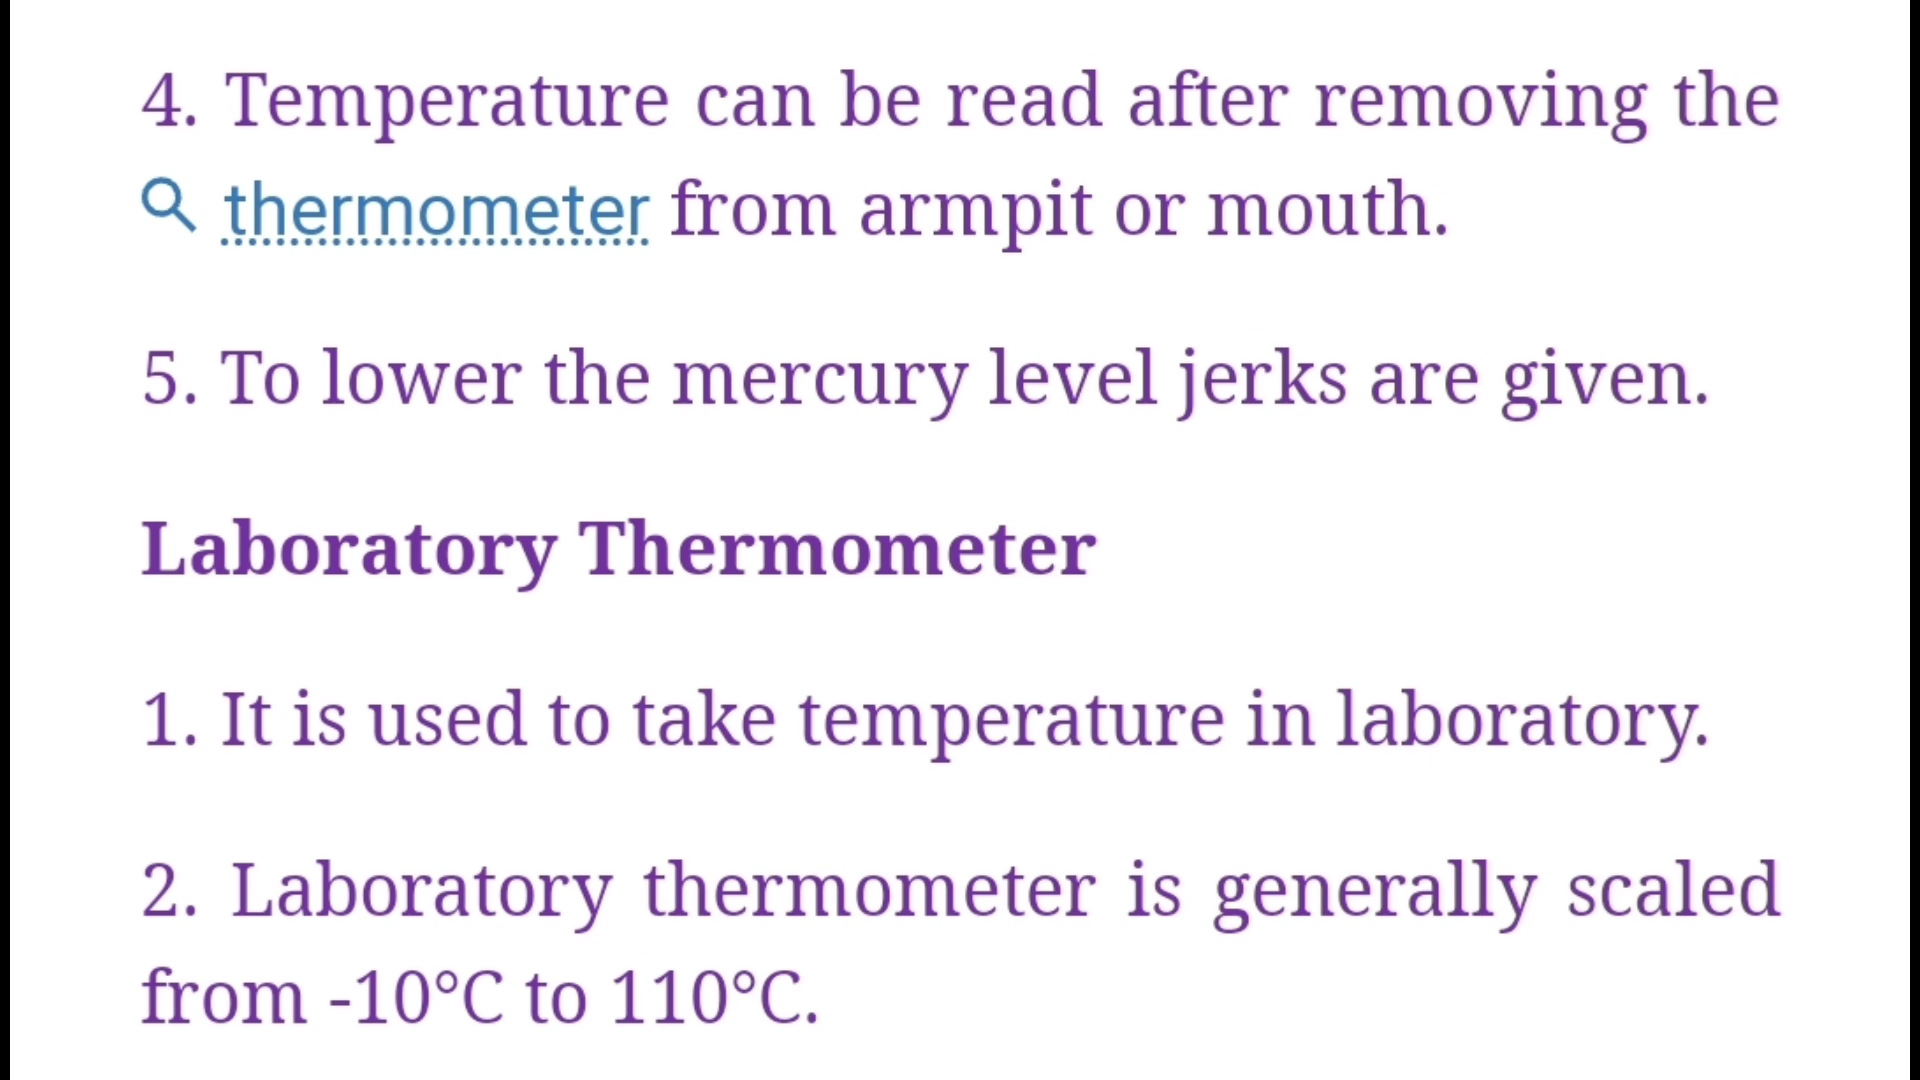 4. Temperature can be read after removing the
thermometer from armpit or mouth.
5. To lower the mercury level jerks are given.
Laboratory Thermometer
1. It is used to take temperature in laboratory.
2. Laboratory thermometer is generally scaled
from -10°C to 110°C.